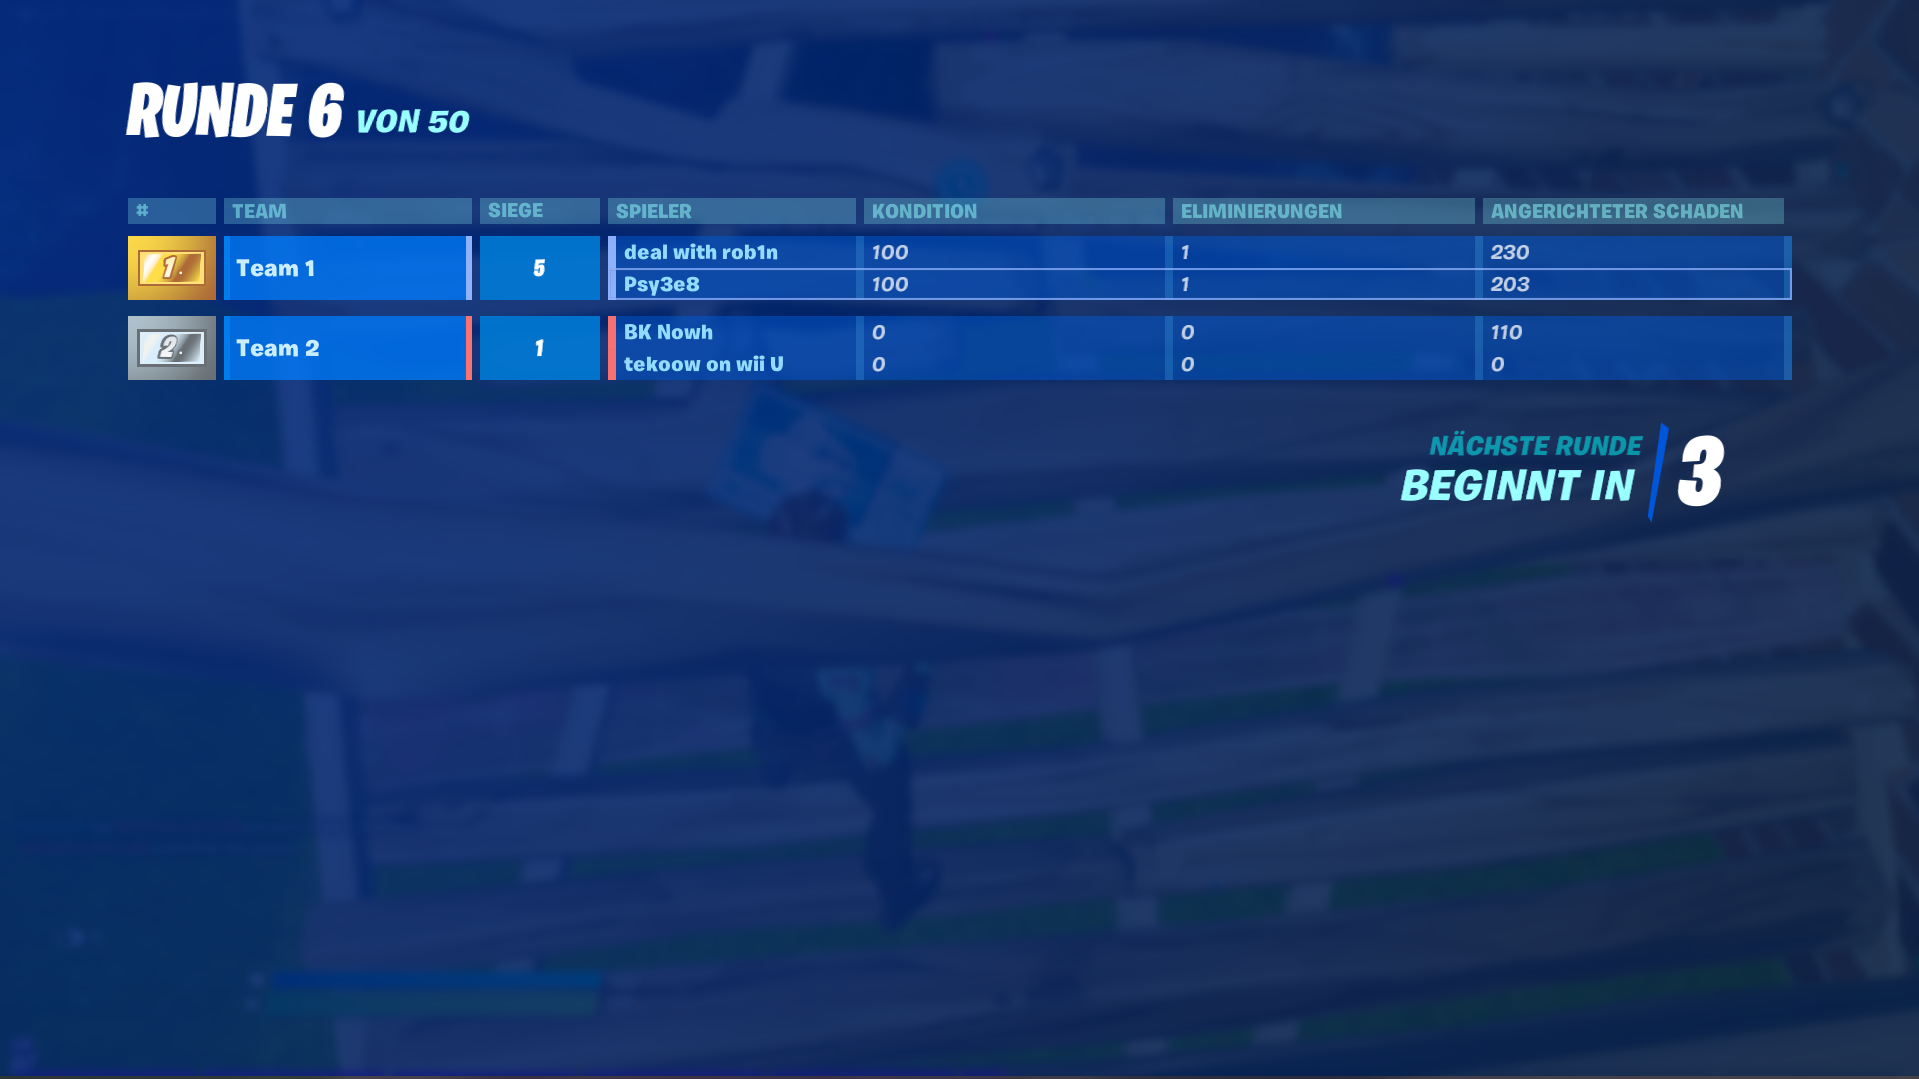 RUNDE 6 VON 50
# TEAM SIEGE SPIELER KONDITION ELIMINIERUNGEN ANGERICHTETER SCHADEN
1. Team 1 5 deal with rob1n 100 1 230
Psy3e8 100 1 203
2. Team 2 1 BK Nowh 0 0 110
tekoow on wii U 0 0 0
NÄCHSTE RUNDE
BEGINNT IN 3